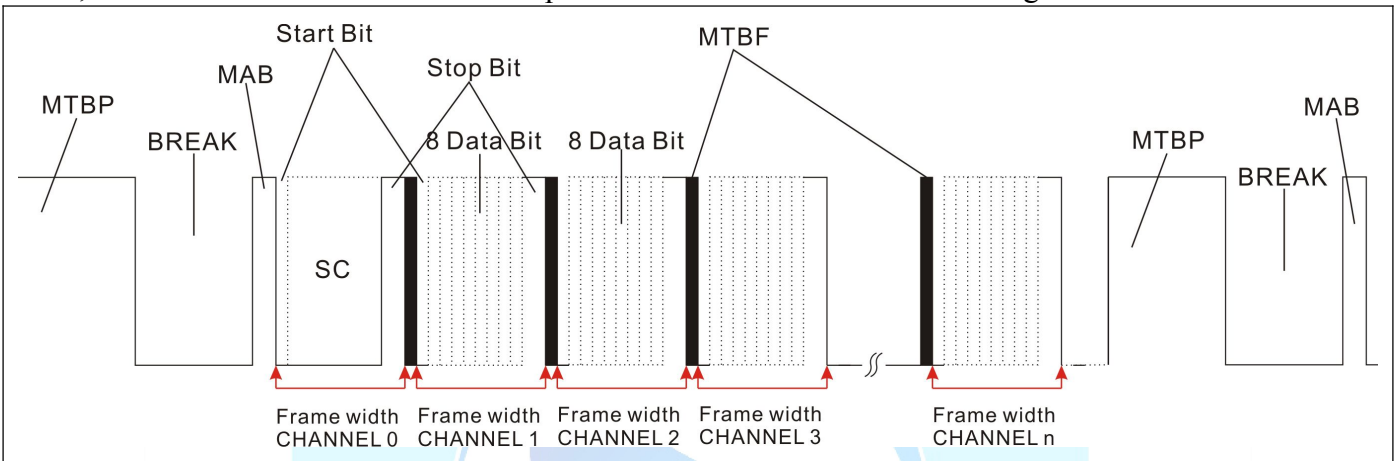 Start Bit
MTBF
MAB
Stop Bit
MTBP
MAB
BREAK
8 Data Bit
8 Data Bit
MTBP
BREAK
SC
Frame width
CHANNEL 0
Frame width
CHANNEL 1
Frame width
CHANNEL 2
Frame width
CHANNEL 3
Frame width
CHANNEL n